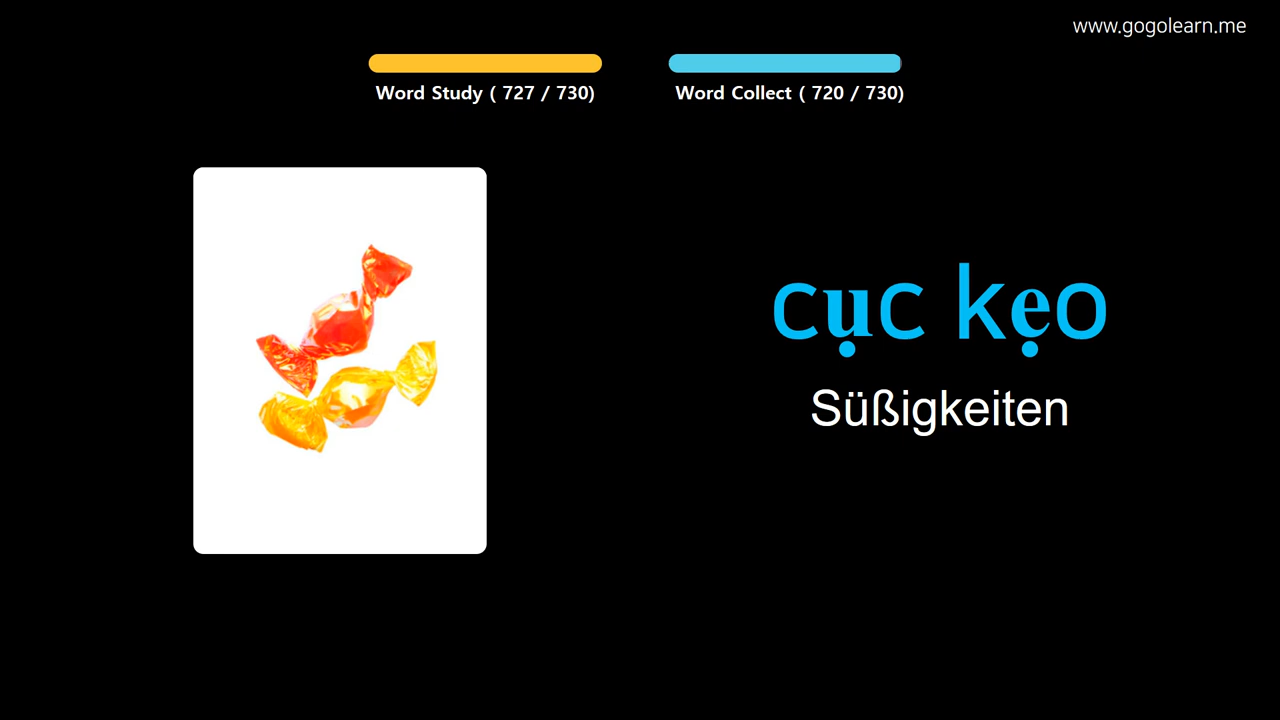 www.gogolearn.me
Word Study ( 727 / 730)
Word Collect ( 720 / 730)
cục kẹo
Süßigkeiten